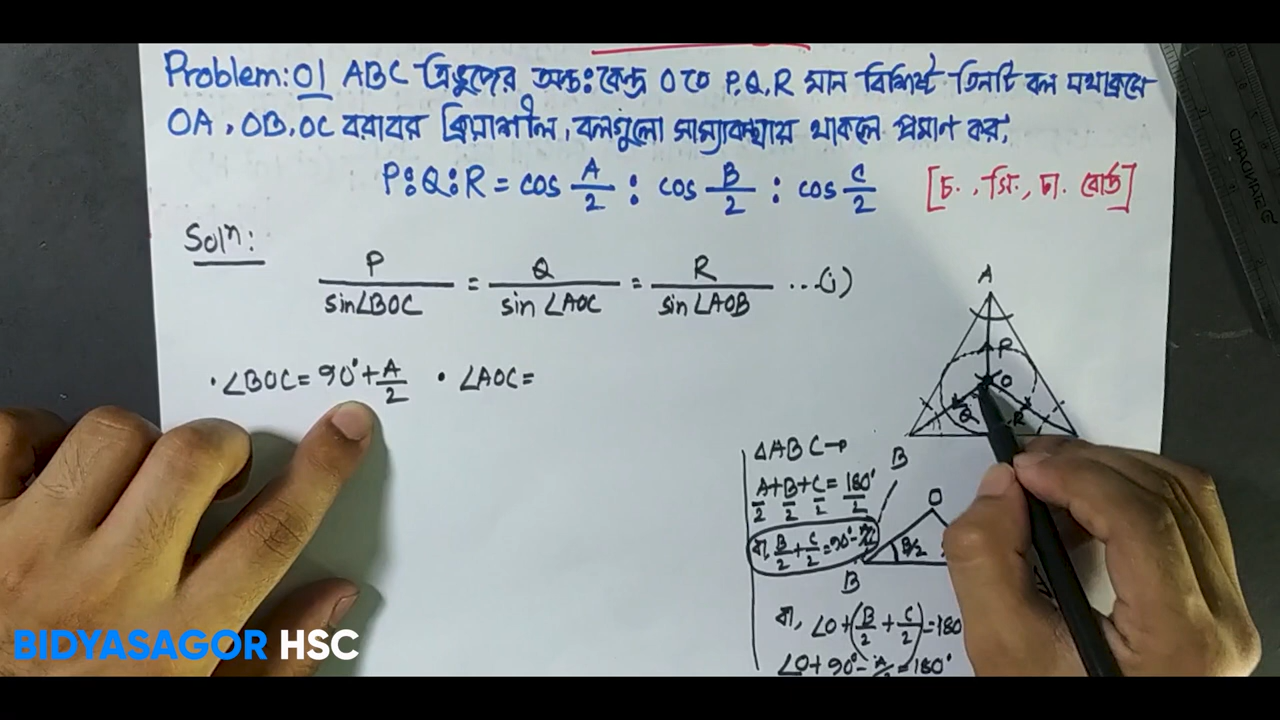 Problem: 01 ABC ত্রিভুজের অন্তঃকেন্দ্র O তে P, Q, R মান বিশিষ্ট তিনটি বল যথাক্রমে
OA, OB, OC বরাবর ক্রিয়াশীল, বলগুলো সাম্যাবস্থায় থাকলে প্রমাণ কর,
P:Q:R = cos A/2 : cos B/2 : cos C/2 [চ., সি., ঢা. বোর্ড]
Solⁿ:
P/sin∠BOC = Q/sin∠AOC = R/sin∠AOB ...(i)
· ∠BOC = 90° + A/2 · ∠AOC =
A
P
O
Q R
B
ΔABC→
A/2 + B/2 + C/2 = 180°/2
বা, B/2 + C/2 = 90° - A/2
O
B/2
B
বা, ∠O + (B/2 + C/2) = 180
∠O + 90° - A/2 = 180°
BIDYASAGOR HSC